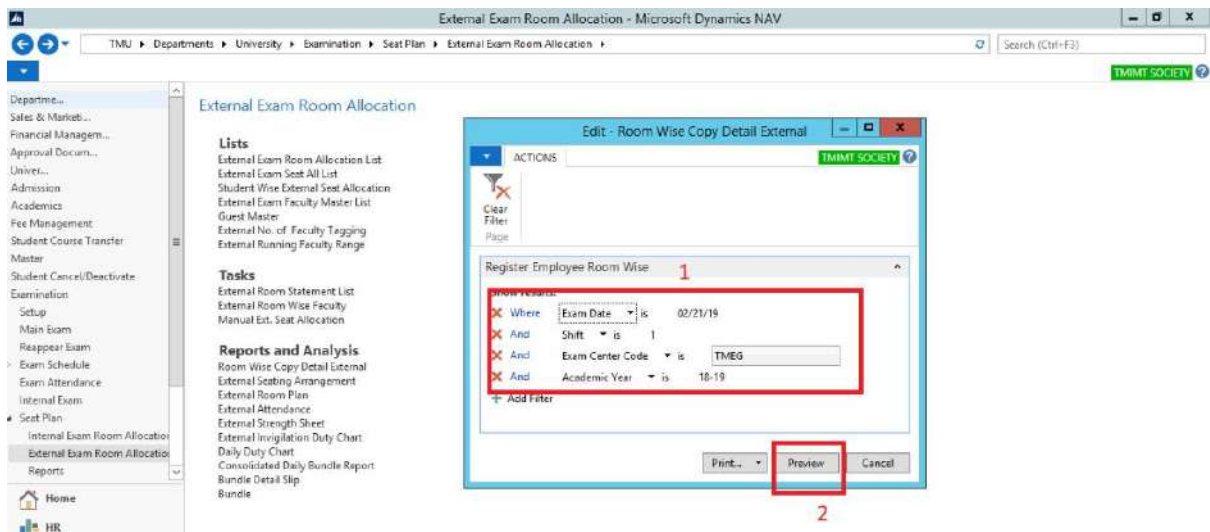 External Exam Room Allocation - Microsoft Dynamics NAV
TMU ▸ Departments ▸ University ▸ Examination ▸ Seat Plan ▸ External Exam Room Allocation ▸
Search (Ctrl+F3)
TMIMT SOCIETY
Departme...
Sales & Marketi...
Financial Managem...
Approval Docum...
Univer...
Admission
Academics
Fee Management
Student Course Transfer
Master
Student Cancel/Deactivate
Examination
Setup
Main Exam
Reappear Exam
Exam Schedule
Exam Attendance
Internal Exam
Seat Plan
Internal Exam Room Allocation
External Exam Room Allocation
Reports
Home
HR
External Exam Room Allocation
Lists
External Exam Room Allocation List
External Exam Seat All List
Student Wise External Seat Allocation
External Exam Faculty Master List
Guest Master
External No. of Faculty Tagging
External Running Faculty Range
Tasks
External Room Statement List
External Room Wise Faculty
Manual Ext. Seat Allocation
Reports and Analysis
Room Wise Copy Detail External
External Seating Arrangement
External Room Plan
External Attendance
External Strength Sheet
External Invigilation Duty Chart
Daily Duty Chart
Consolidated Daily Bundle Report
Bundle Detail Slip
Bundle
Edit - Room Wise Copy Detail External
ACTIONS
TMIMT SOCIETY
Clear
Filter
Page
Register Employee Room Wise
1
Show results:
Where Exam Date is 02/21/19
And Shift is 1
And Exam Center Code is TMEG
And Academic Year is 18-19
Add Filter
Print... Preview Cancel
2